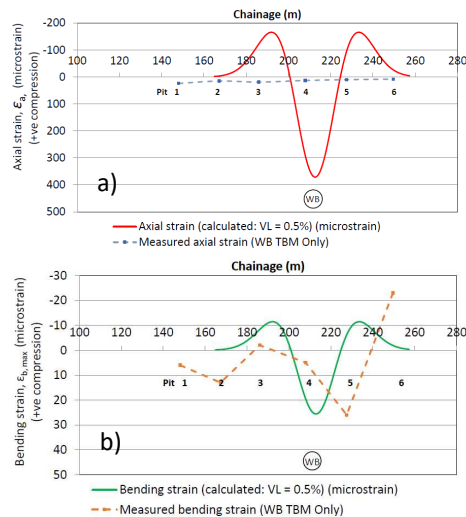 Chainage (m)
100 120 140 160 180 200 220 240 260 280
-200
-100
0
100
200
300
400
500
Axial strain, εa, (microstrain)
(+ve compression)
Pit 1 2 3 4 5 6
a)
WB
Axial strain (calculated: VL = 0.5%) (microstrain)
Measured axial strain (WB TBM Only)
Chainage (m)
100 120 140 160 180 200 220 240 260 280
-30
-20
-10
0
10
20
30
40
50
Bending strain, εb,max (microstrain)
(+ve compression)
Pit 1 2 3 4 5 6
b)
WB
Bending strain (calculated: VL = 0.5%) (microstrain)
Measured bending strain (WB TBM Only)